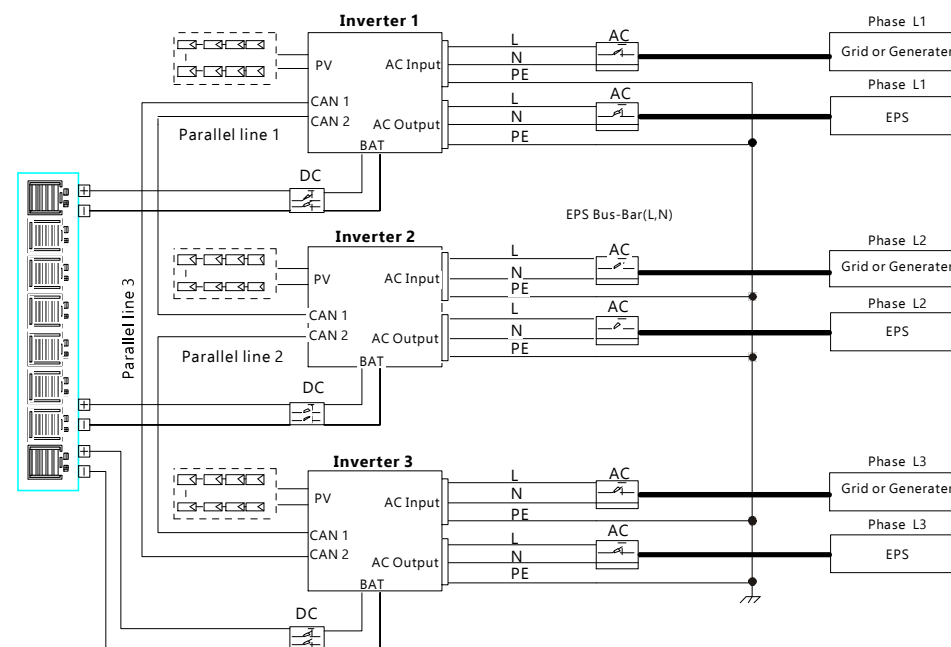 Inverter 1
Phase L1
Grid or Generater
PV
AC Input
L
N
PE
AC
Phase L1
EPS
CAN 1
CAN 2
AC Output
BAT
L
N
PE
AC
Parallel line 1
DC
+
−
EPS Bus-Bar(L,N)
Inverter 2
Phase L2
Grid or Generater
PV
AC Input
L
N
PE
AC
Phase L2
EPS
CAN 1
CAN 2
AC Output
BAT
L
N
PE
AC
Parallel line 3
Parallel line 2
DC
+
−
+
−
Inverter 3
Phase L3
Grid or Generater
PV
AC Input
L
N
PE
AC
Phase L3
EPS
CAN 1
CAN 2
AC Output
BAT
L
N
PE
AC
DC